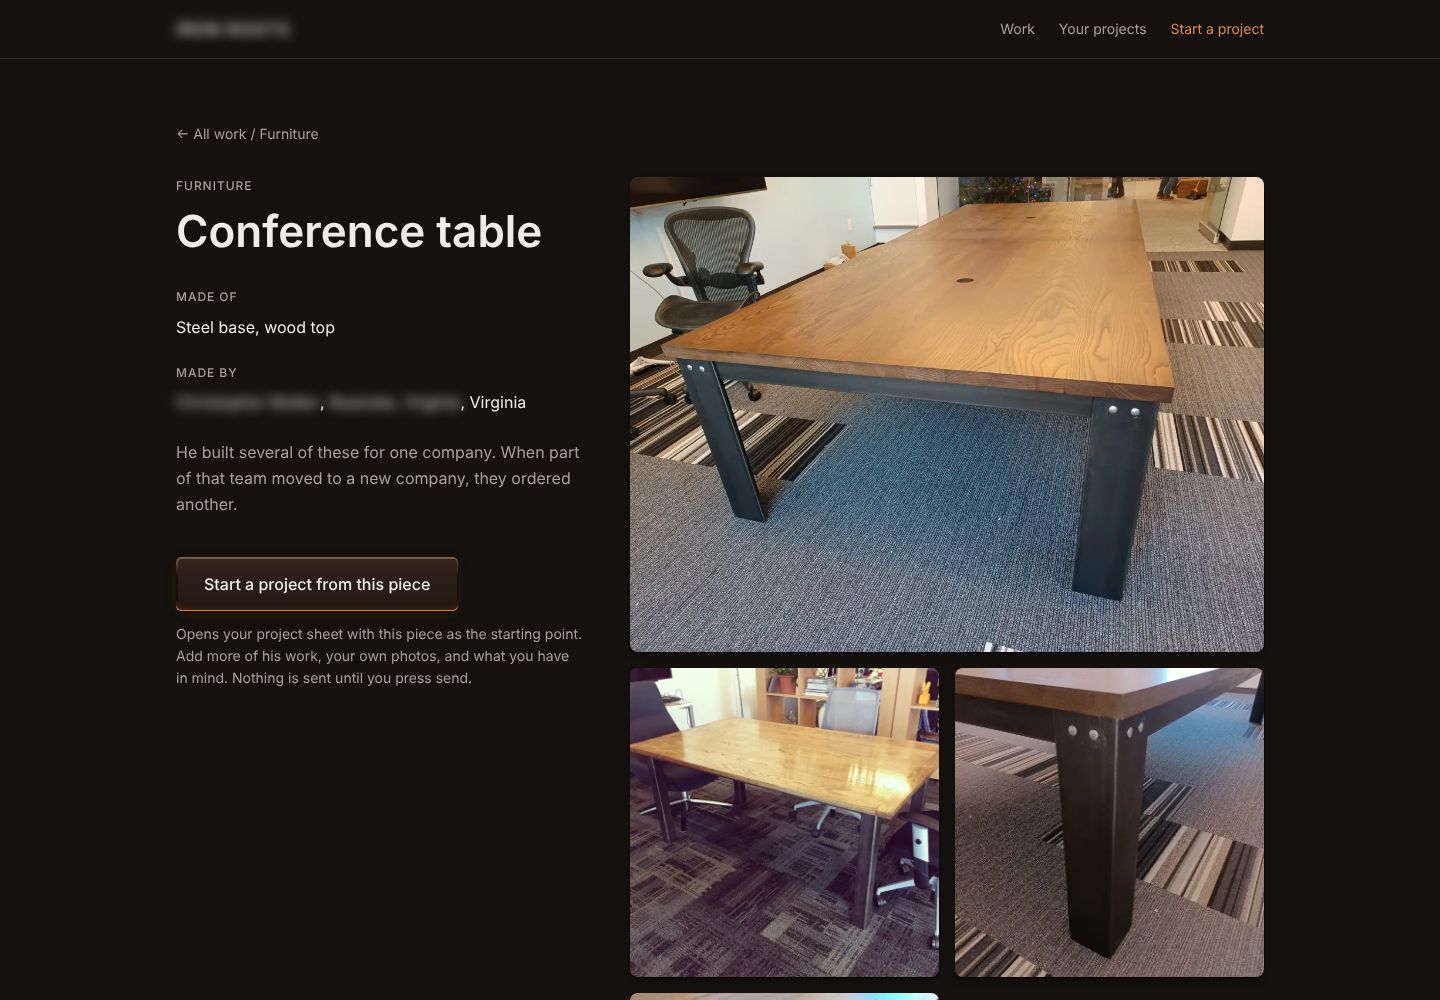 Work
Your projects
Start a project
← All work / Furniture
FURNITURE
Conference table
MADE OF
Steel base, wood top
MADE BY
, , Virginia
He built several of these for one company. When part
of that team moved to a new company, they ordered
another.
Start a project from this piece
Opens your project sheet with this piece as the starting point.
Add more of his work, your own photos, and what you have
in mind. Nothing is sent until you press send.